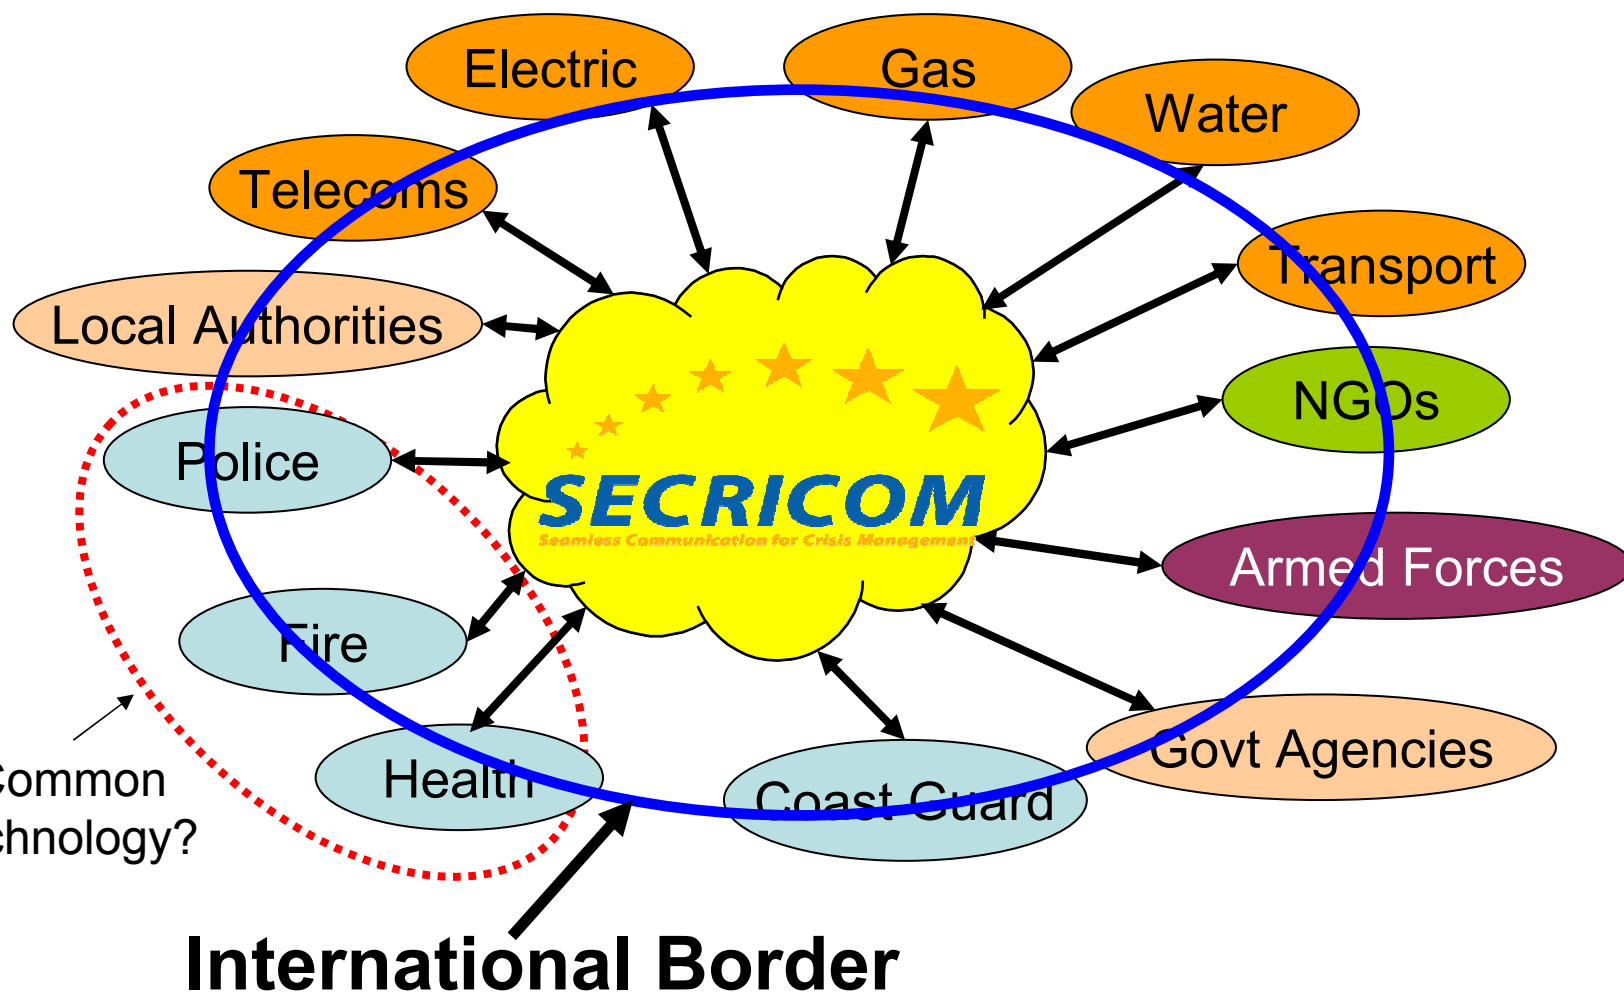 Electric
Gas
Water
Telecoms
Transport
Local Authorities
NGOs
Police
SECRICOM
Seamless Communication for Crisis Management
Armed Forces
Fire
Govt Agencies
Health
Coast Guard
Common
chnology?
International Border